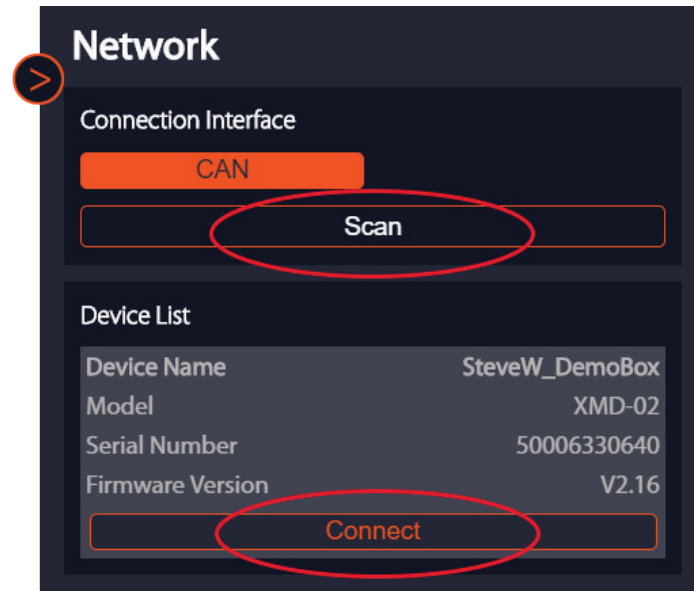 Network
>
Connection Interface
CAN
Scan
Device List
Device Name SteveW_DemoBox
Model XMD-02
Serial Number 50006330640
Firmware Version V2.16
Connect